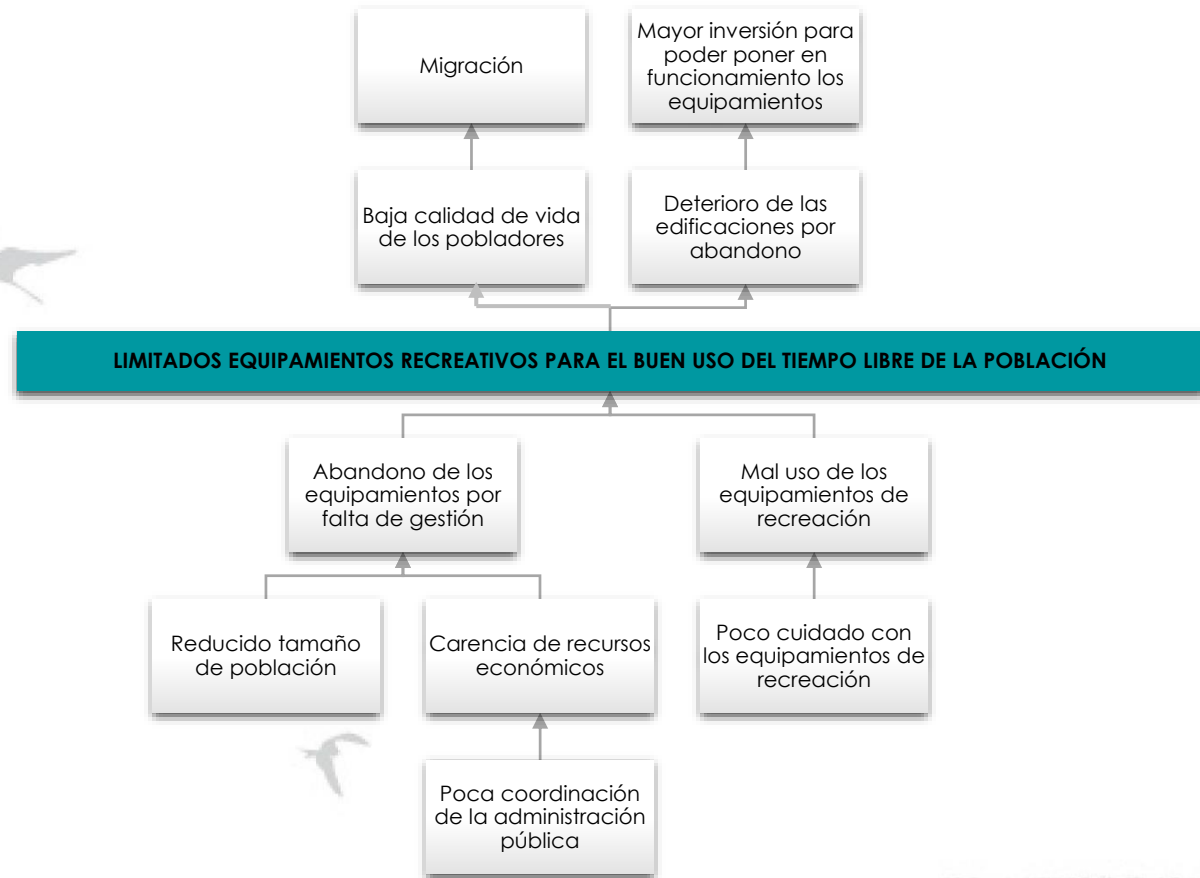 Migración
Mayor inversión para
poder poner en
funcionamiento los
equipamientos
Baja calidad de vida
de los pobladores
Deterioro de las
edificaciones por
abandono
LIMITADOS EQUIPAMIENTOS RECREATIVOS PARA EL BUEN USO DEL TIEMPO LIBRE DE LA POBLACIÓN
Abandono de los
equipamientos por
falta de gestión
Mal uso de los
equipamientos de
recreación
Reducido tamaño
de población
Carencia de recursos
económicos
Poco cuidado con
los equipamientos de
recreación
Poca coordinación
de la administración
pública